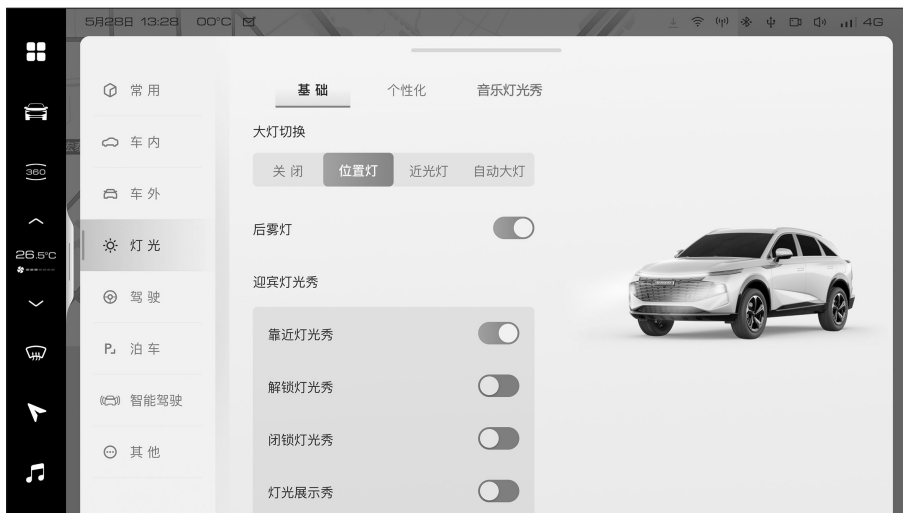 5月28日 13:28 00°C
4G
360
26.5°C
常用
车内
车外
灯光
驾驶
泊车
智能驾驶
其他
基础 个性化 音乐灯光秀
大灯切换
关闭 位置灯 近光灯 自动大灯
后雾灯
迎宾灯光秀
靠近灯光秀
解锁灯光秀
闭锁灯光秀
灯光展示秀